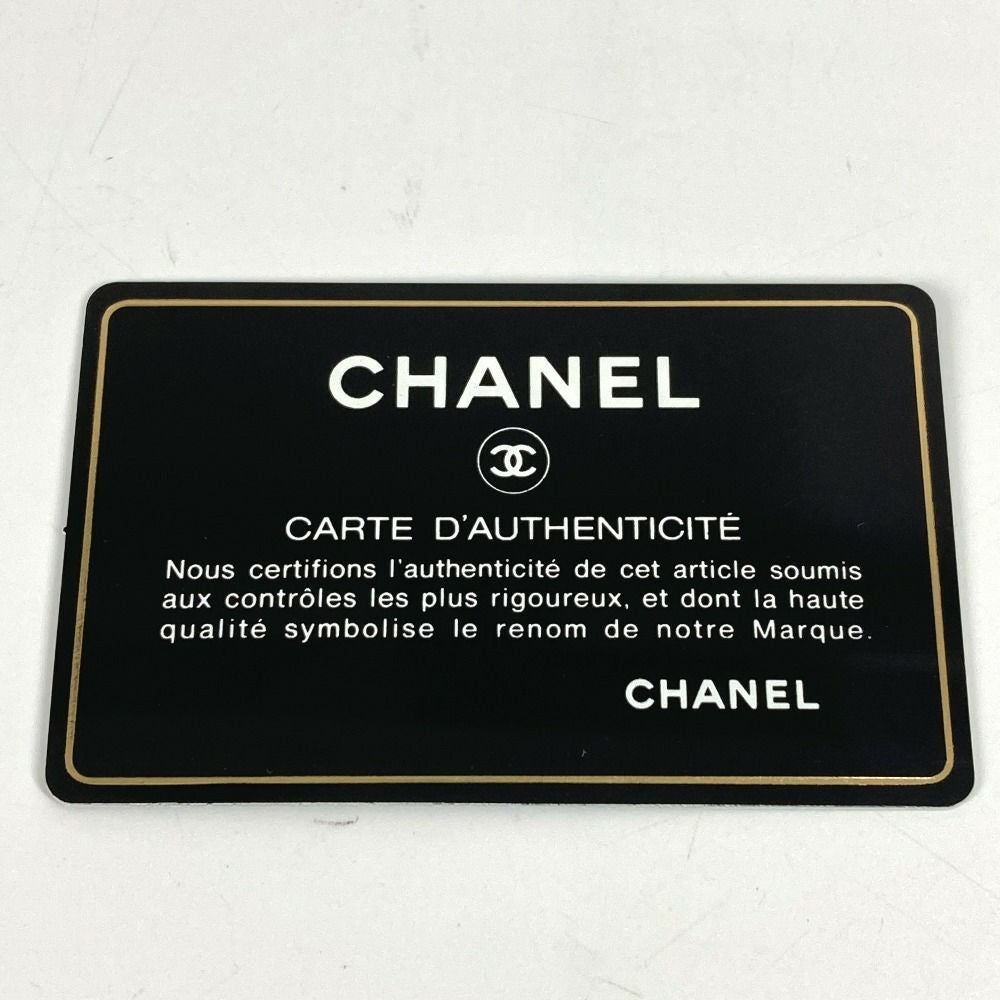 CHANEL
CARTE D'AUTHENTICITÉ
Nous certifions l'authenticité de cet article soumis
aux contrôles les plus rigoureux, et dont la haute
qualité symbolise le renom de notre Marque.
CHANEL